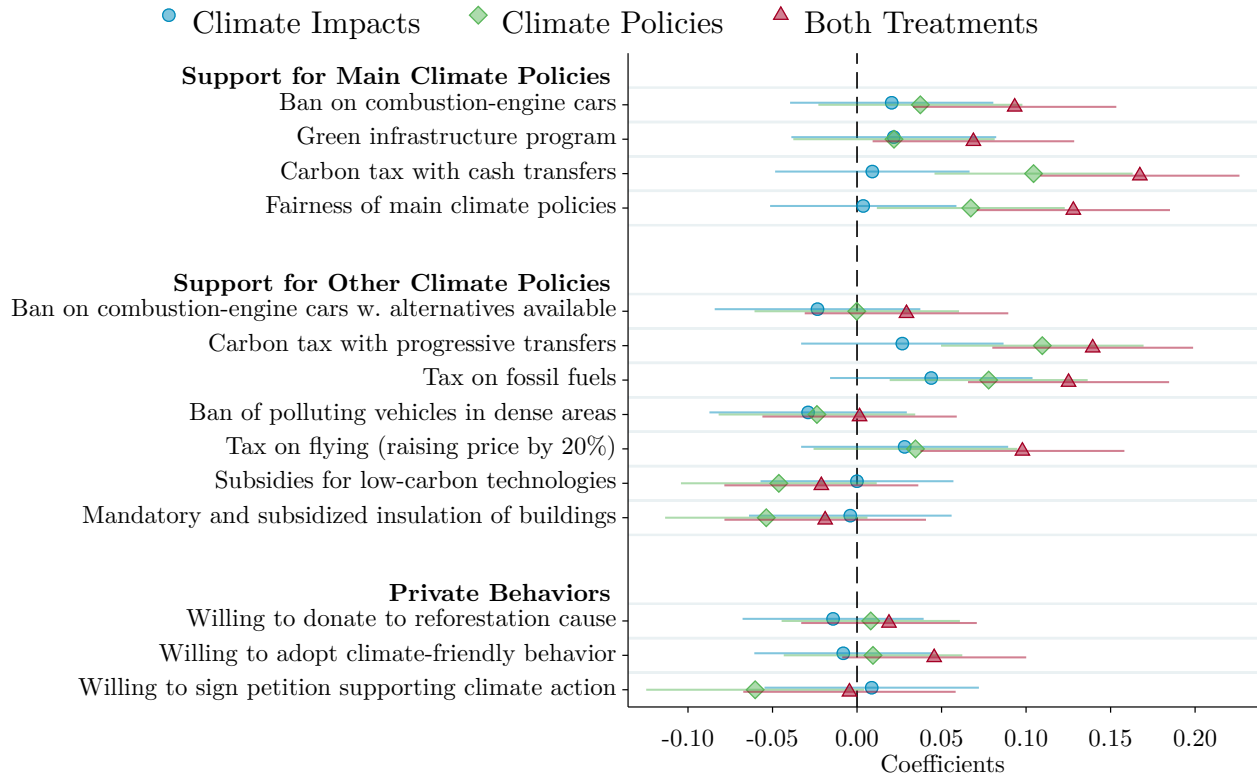 Climate Impacts Climate Policies Both Treatments
Support for Main Climate Policies
Ban on combustion-engine cars
Green infrastructure program
Carbon tax with cash transfers
Fairness of main climate policies
Support for Other Climate Policies
Ban on combustion-engine cars w. alternatives available
Carbon tax with progressive transfers
Tax on fossil fuels
Ban of polluting vehicles in dense areas
Tax on flying (raising price by 20%)
Subsidies for low-carbon technologies
Mandatory and subsidized insulation of buildings
Private Behaviors
Willing to donate to reforestation cause
Willing to adopt climate-friendly behavior
Willing to sign petition supporting climate action
-0.10 -0.05 0.00 0.05 0.10 0.15 0.20
Coefficients